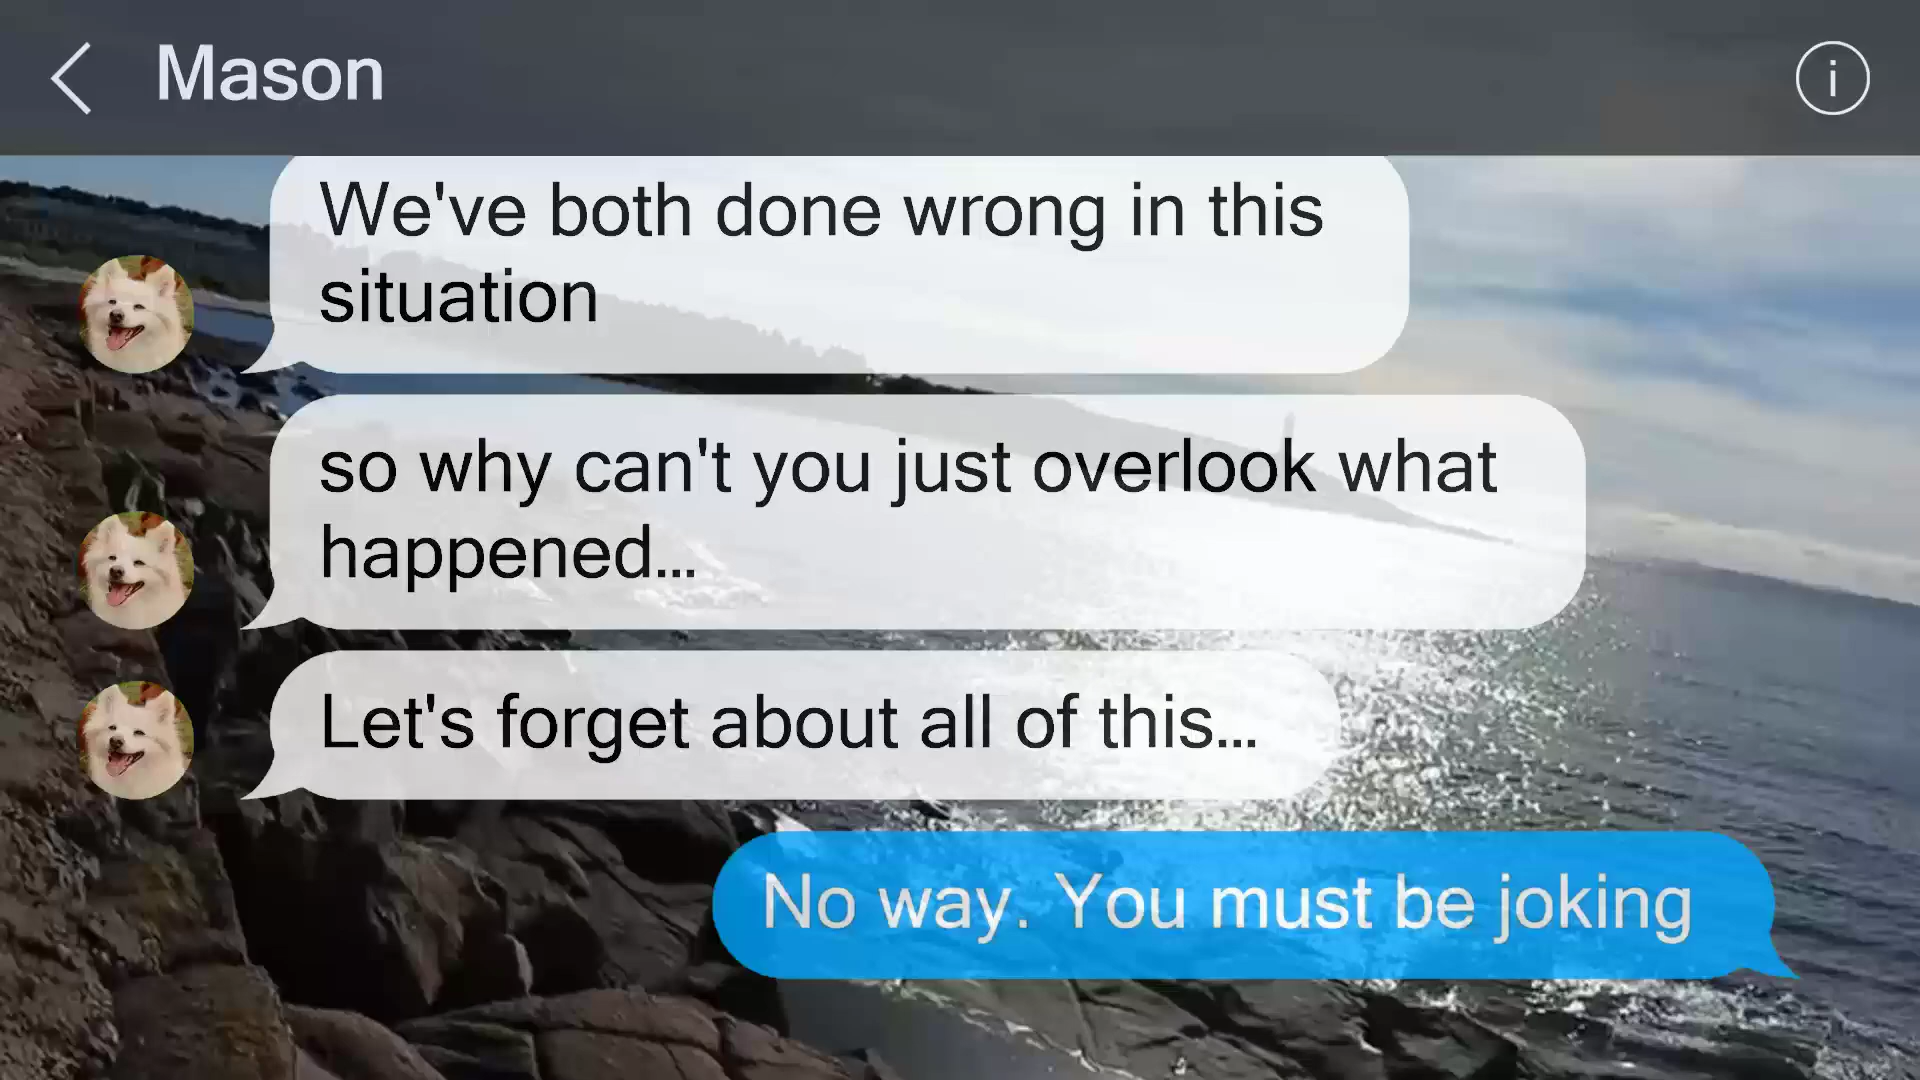 Mason
We've both done wrong in this
situation
so why can't you just overlook what
happened...
Let's forget about all of this...
No way. You must be joking